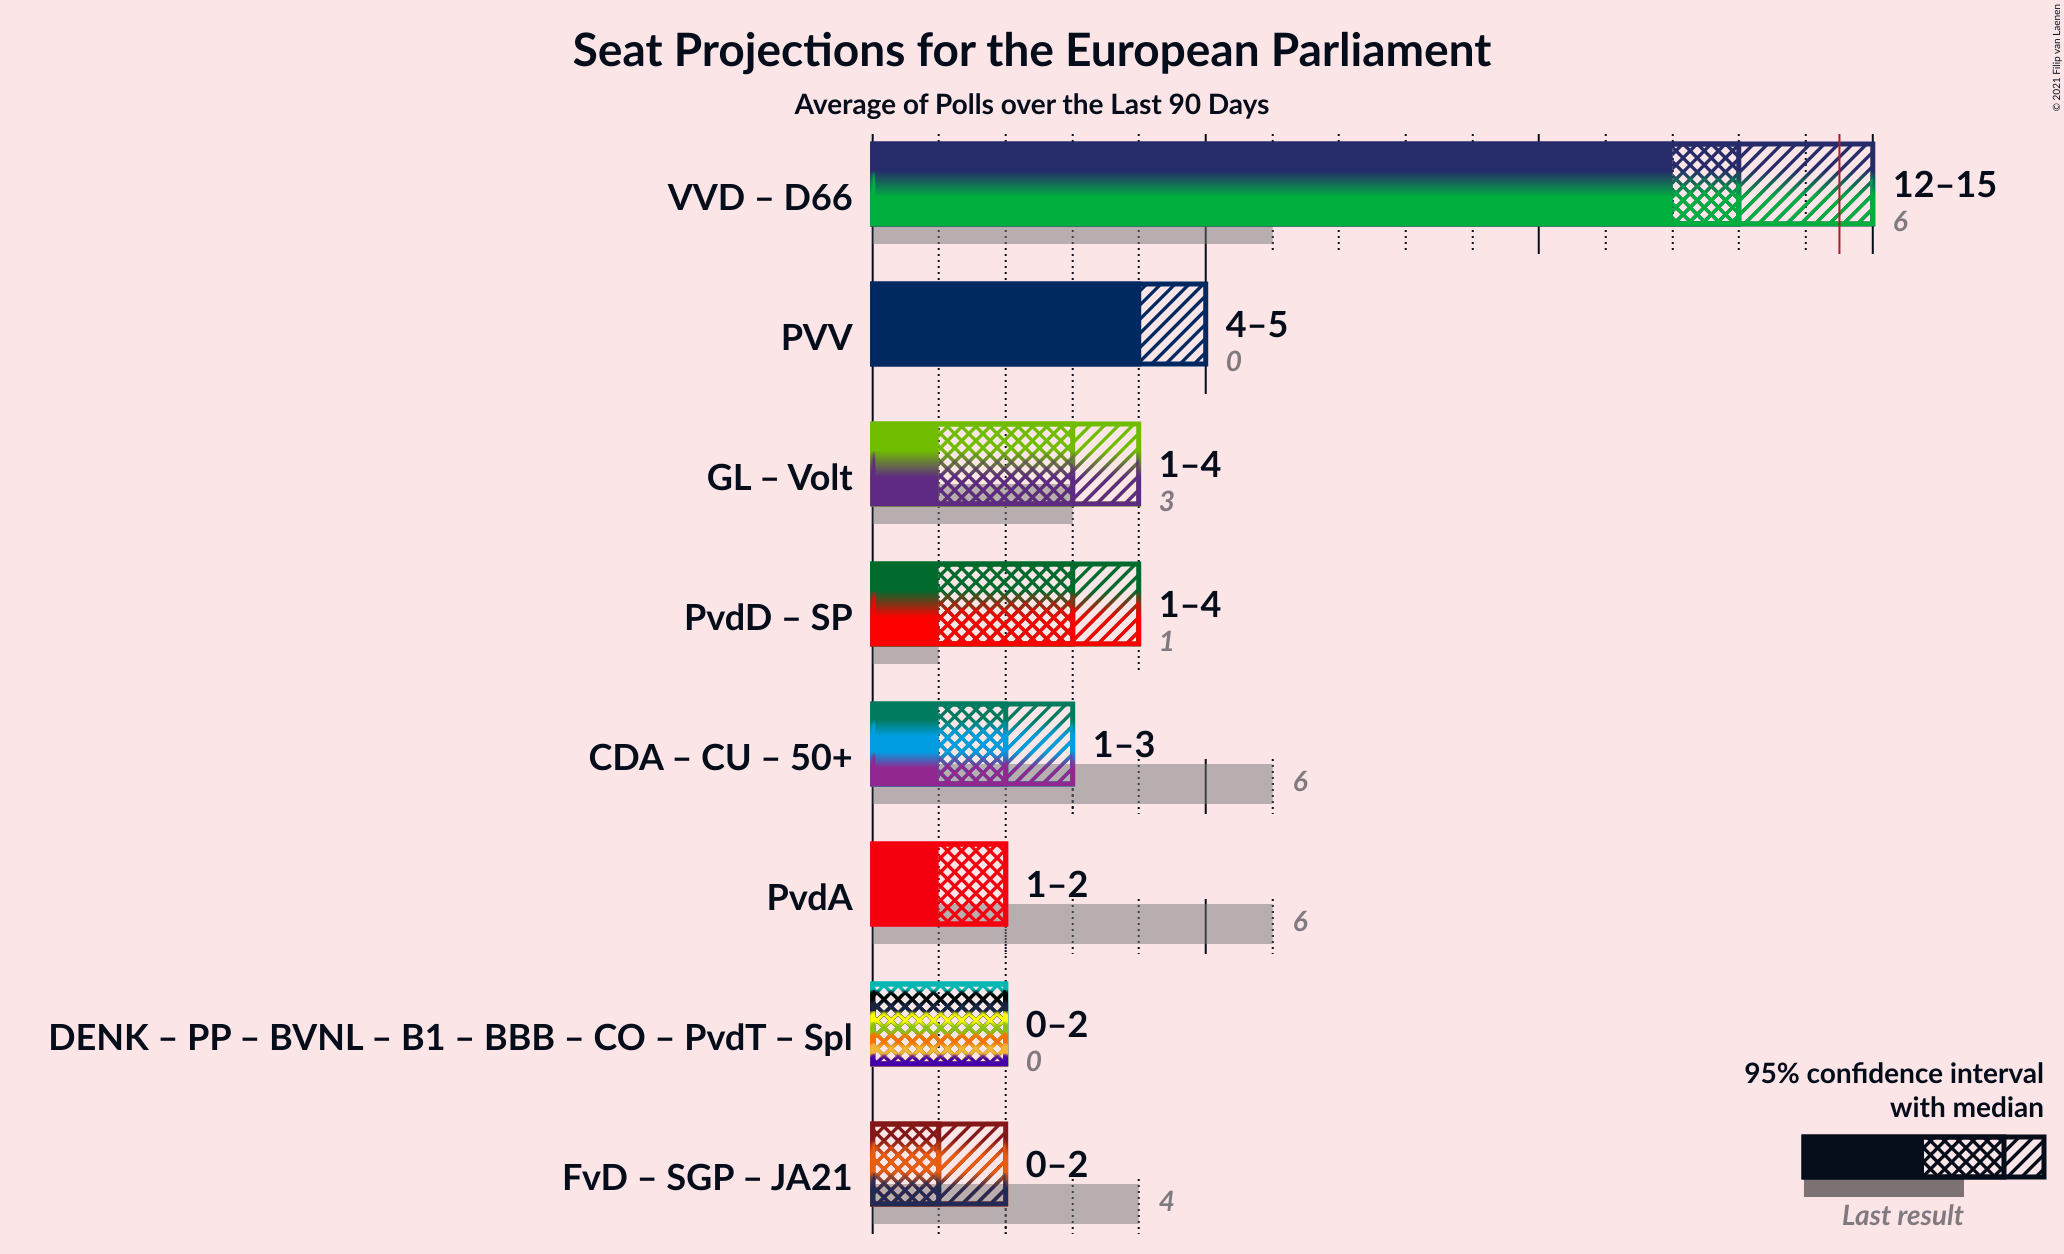 Seat Projections for the European Parliament
Average of Polls over the Last 90 Days
© 2021 Filip van Laenen
VVD – D66
12–15
6
PVV
4–5
0
GL – Volt
1–4
3
PvdD – SP
1–4
1
CDA – CU – 50+
1–3
6
PvdA
1–2
6
DENK – PP – BVNL – B1 – BBB – CO – PvdT – Spl
0–2
0
FvD – SGP – JA21
0–2
4
95% confidence interval
with median
Last result